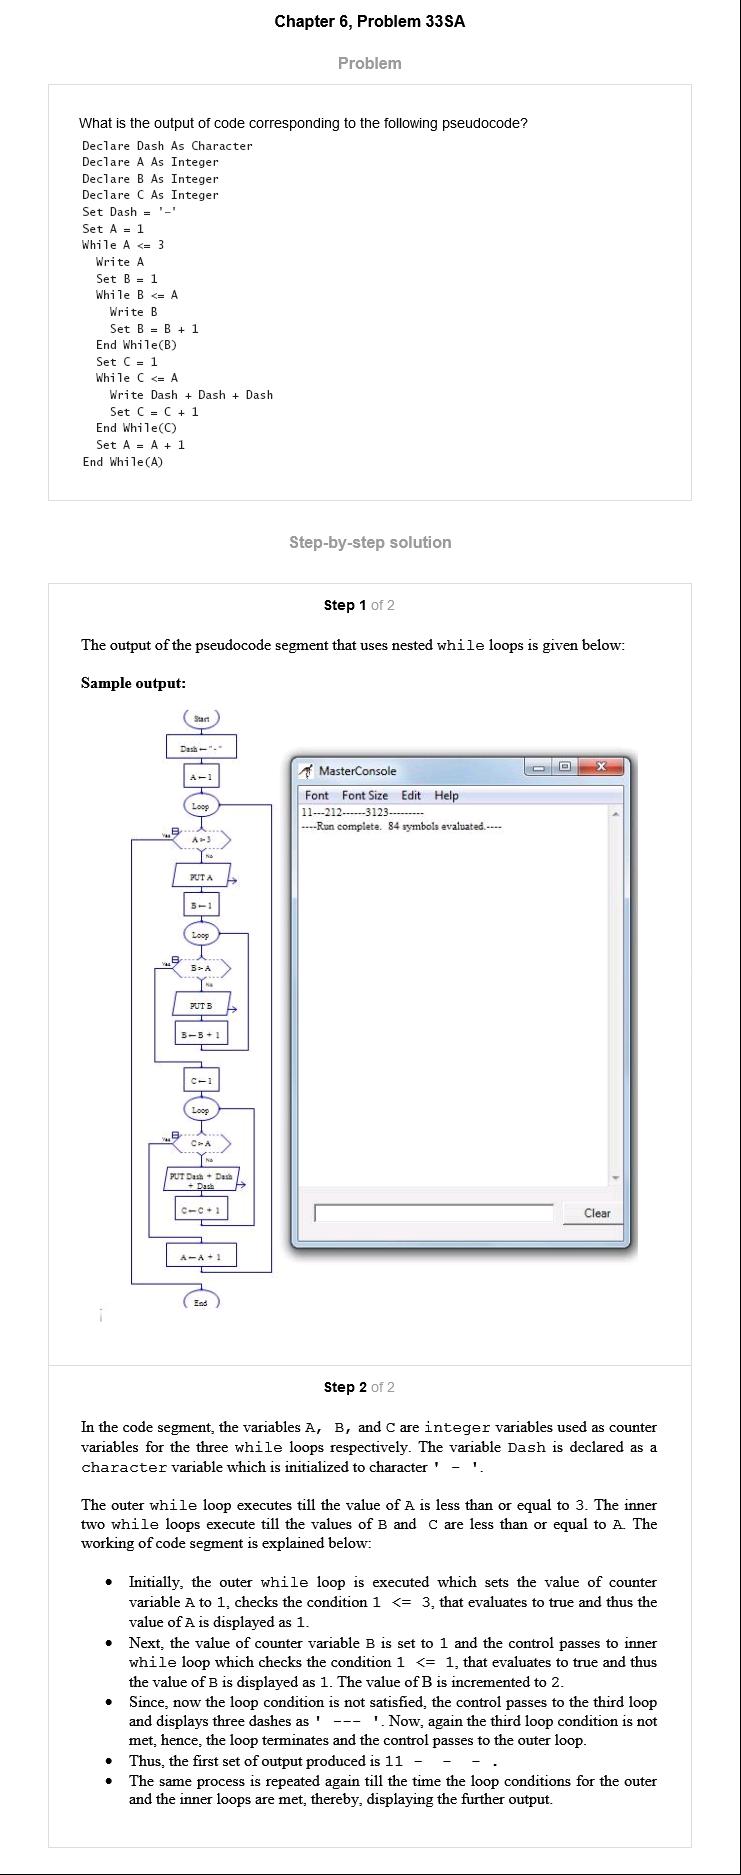 Chapter 6, Problem 33SA
Problem
What is the output of code corresponding to the following pseudocode?
Declare Dash As Character
Declare A As Integer
Declare B As Integer
Declare C As Integer
Set Dash = '-'
Set A = 1
While A <= 3
Write A
Set B = 1
While B <= A
Write B
Set B = B + 1
End While(B)
Set C = 1
While C <= A
Write Dash + Dash + Dash
Set C = C + 1
End While(C)
Set A = A + 1
End While(A)
Step-by-step solution
Step 1 of 2
The output of the pseudocode segment that uses nested while loops is given below:
Sample output:
Start
Dash ← "-"
A ← 1
Loop
Yes
A > 3
No
PUT A
B ← 1
Loop
Yes
B > A
No
PUT B
B ← B + 1
C ← 1
Loop
Yes
C > A
No
PUT Dash + Dash
+ Dash
C ← C + 1
A ← A + 1
End
MasterConsole
Font Font Size Edit Help
11---212------3123---------
----Run complete. 84 symbols evaluated.----
Clear
Step 2 of 2
In the code segment, the variables A, B, and C are integer variables used as counter
variables for the three while loops respectively. The variable Dash is declared as a
character variable which is initialized to character ' - '.
The outer while loop executes till the value of A is less than or equal to 3. The inner
two while loops execute till the values of B and C are less than or equal to A. The
working of code segment is explained below:
• Initially, the outer while loop is executed which sets the value of counter
variable A to 1, checks the condition 1 <= 3, that evaluates to true and thus the
value of A is displayed as 1.
• Next, the value of counter variable B is set to 1 and the control passes to inner
while loop which checks the condition 1 <= 1, that evaluates to true and thus
the value of B is displayed as 1. The value of B is incremented to 2.
• Since, now the loop condition is not satisfied, the control passes to the third loop
and displays three dashes as ' --- '. Now, again the third loop condition is not
met, hence, the loop terminates and the control passes to the outer loop.
• Thus, the first set of output produced is 11 - - - .
• The same process is repeated again till the time the loop conditions for the outer
and the inner loops are met, thereby, displaying the further output.